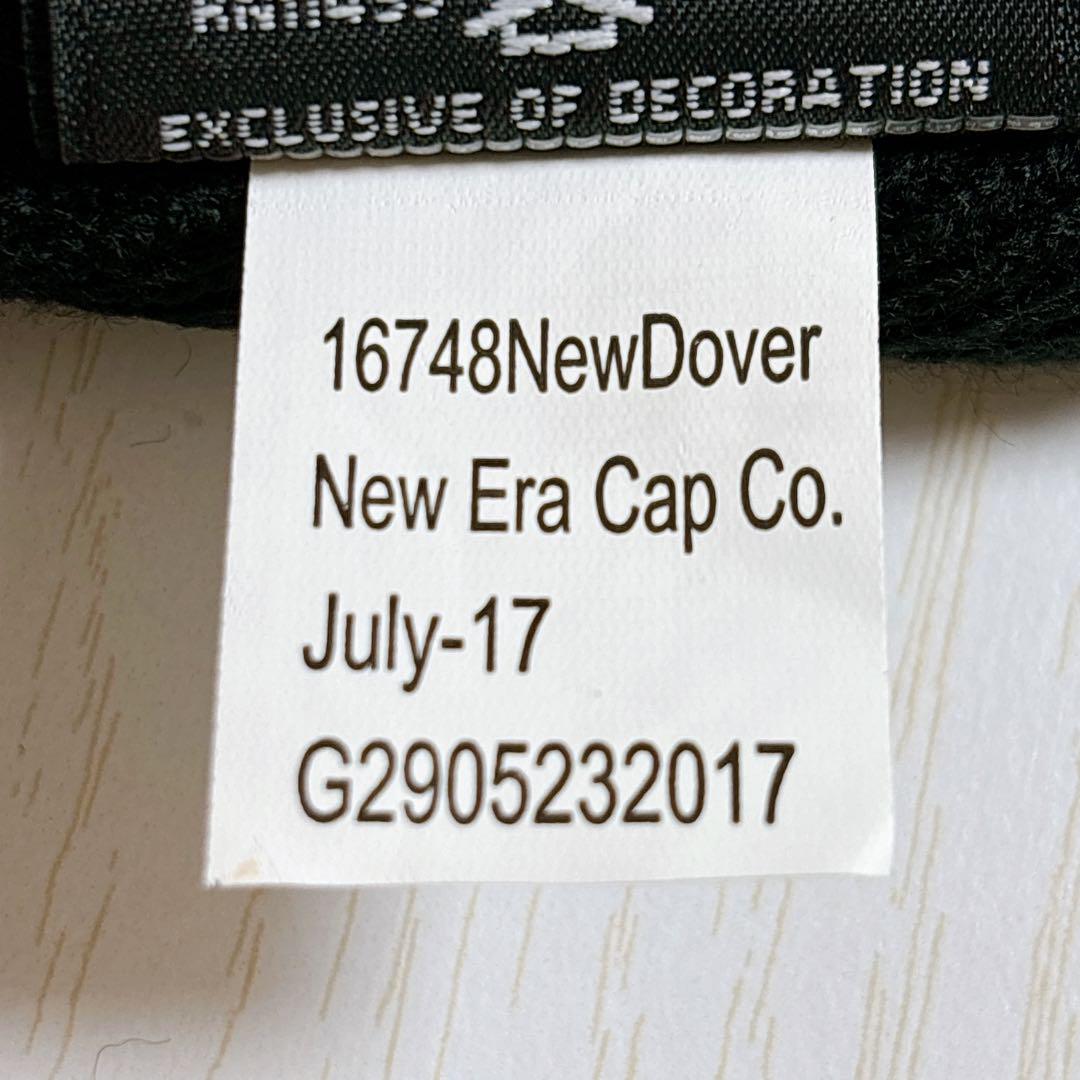 EXCLUSIVE OF DECORATION
16748NewDover
New Era Cap Co.
July-17
G2905232017